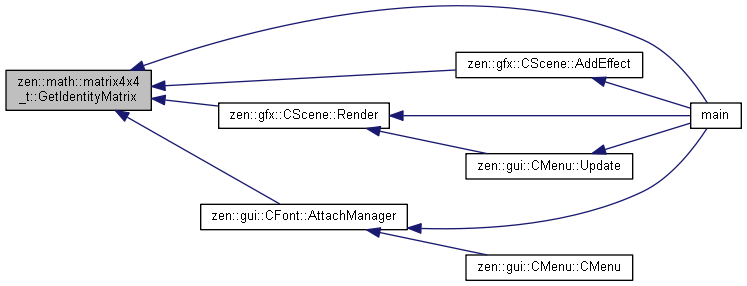 zen::math::matrix4x4
_t::GetIdentityMatrix
zen::gfx::CScene::AddEffect
zen::gfx::CScene::Render
main
zen::gui::CMenu::Update
zen::gui::CFont::AttachManager
zen::gui::CMenu::CMenu